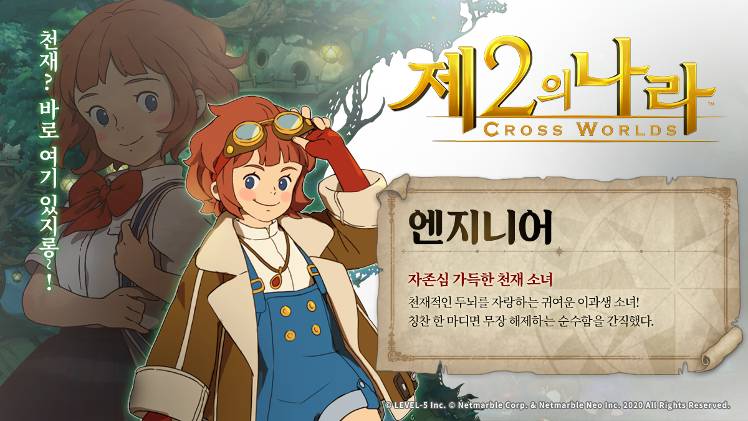 천재? 바로 여기 있지롱~!
제2의 나라™
CROSS WORLDS
엔지니어
자존심 가득한 천재 소녀
천재적인 두뇌를 자랑하는 귀여운 이과생 소녀!
칭찬 한 마디면 무장 해제하는 순수함을 간직했다.
© LEVEL-5 Inc. © Netmarble Corp. & Netmarble Neo Inc. 2020 All Rights Reserved.